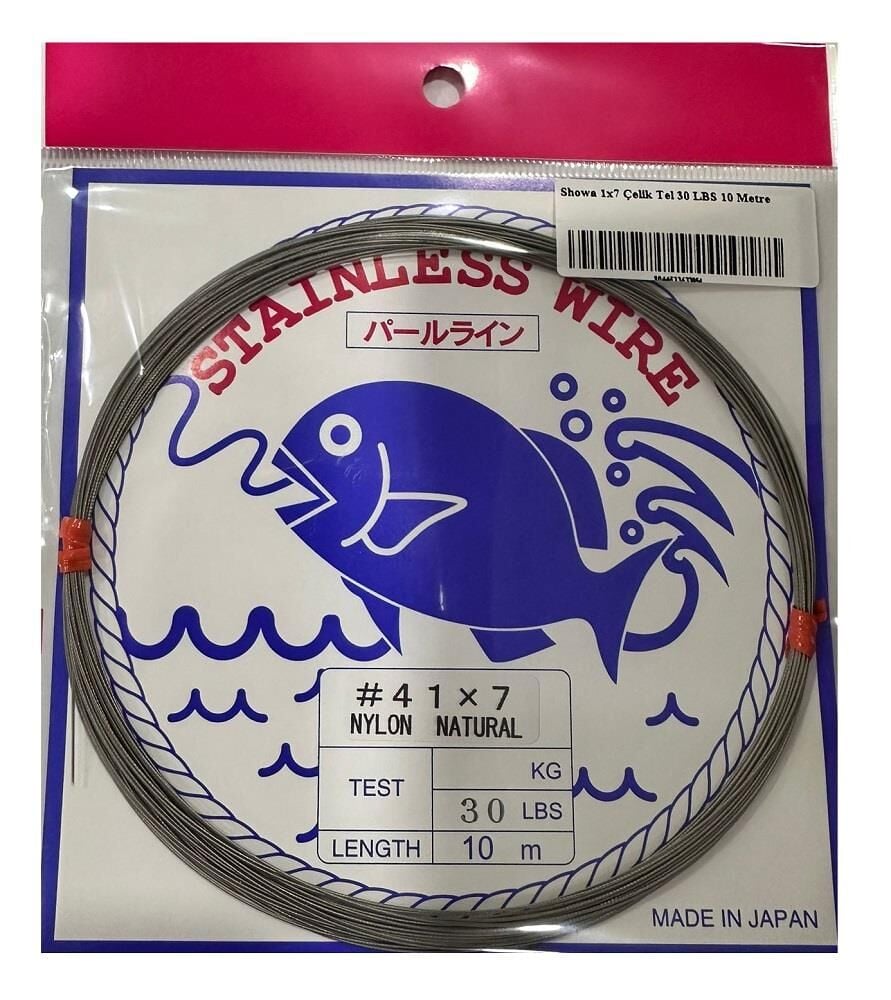 Showa 1x7 Çelik Tel 30 LBS 10 Metre
STAINLESS WIRE
パールライン
#41×7
NYLON NATURAL
TEST
KG
30 LBS
LENGTH 10 m
MADE IN JAPAN